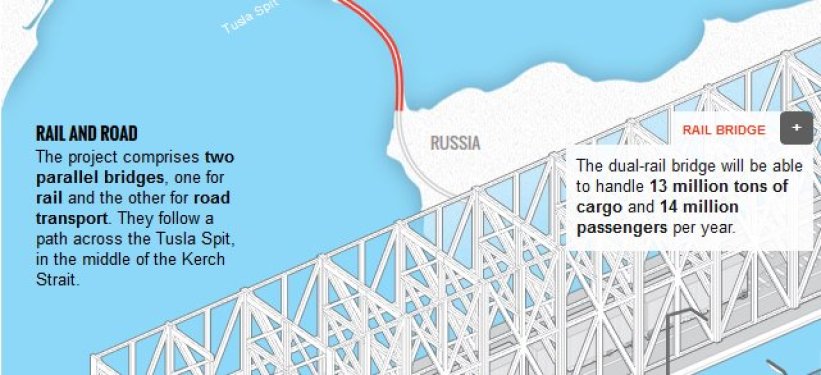 Tusla Spit
RAIL AND ROAD
The project comprises two
parallel bridges, one for
rail and the other for road
transport. They follow a
path across the Tusla Spit,
in the middle of the Kerch
Strait.
RUSSIA
RAIL BRIDGE +
The dual-rail bridge will be able
to handle 13 million tons of
cargo and 14 million
passengers per year.